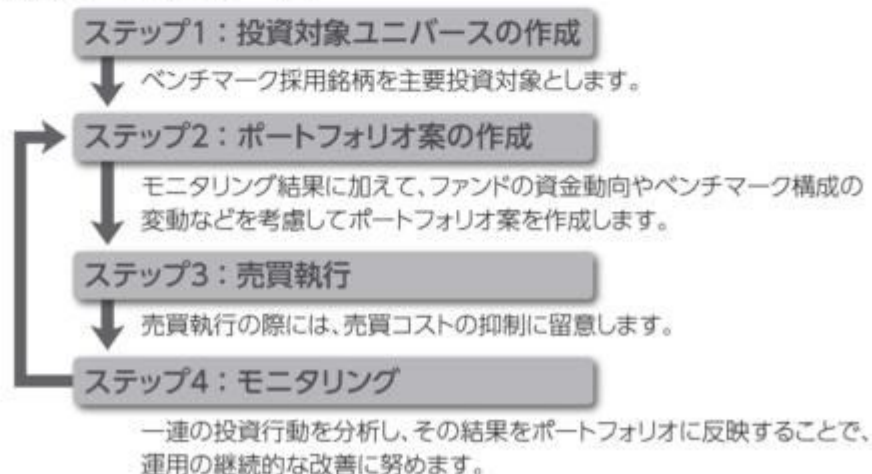 ステップ1：投資対象ユニバースの作成
ベンチマーク採用銘柄を主要投資対象とします。
ステップ2：ポートフォリオ案の作成
モニタリング結果に加えて、ファンドの資金動向やベンチマーク構成の
変動などを考慮してポートフォリオ案を作成します。
ステップ3：売買執行
売買執行の際には、売買コストの抑制に留意します。
ステップ4：モニタリング
一連の投資行動を分析し、その結果をポートフォリオに反映することで、
運用の継続的な改善に努めます。